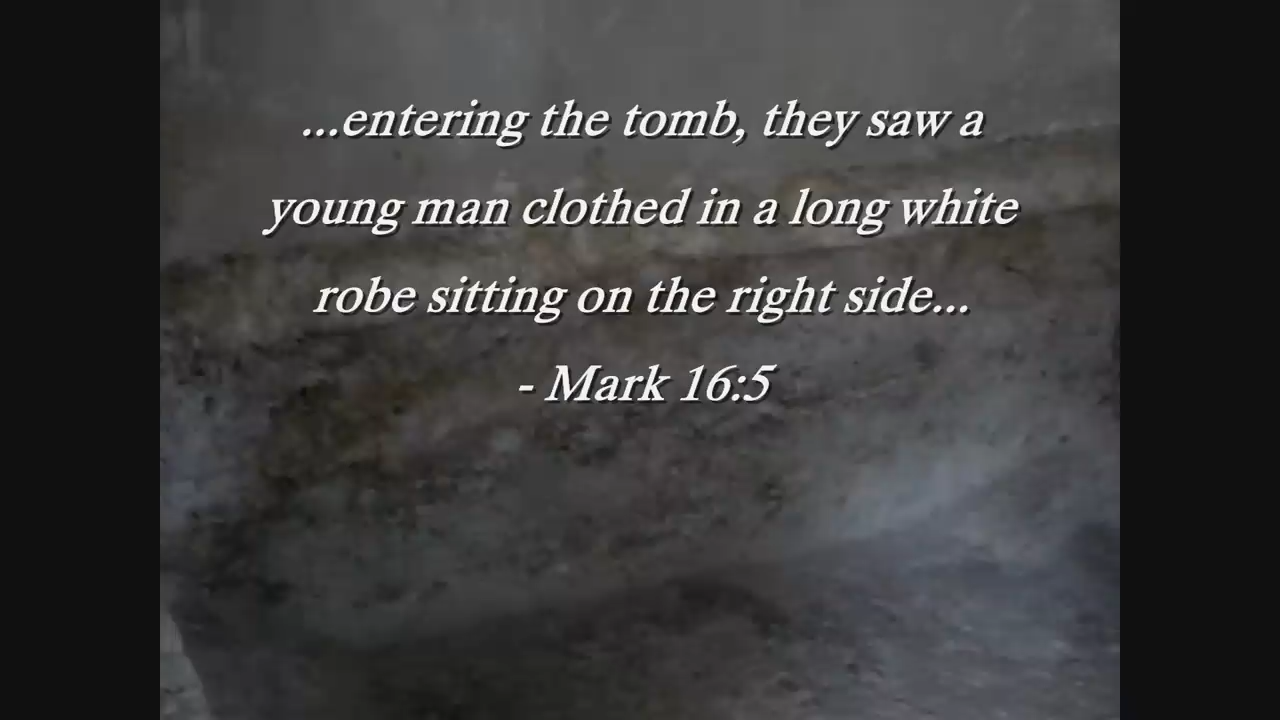 ...entering the tomb, they saw a
young man clothed in a long white
robe sitting on the right side...
- Mark 16:5